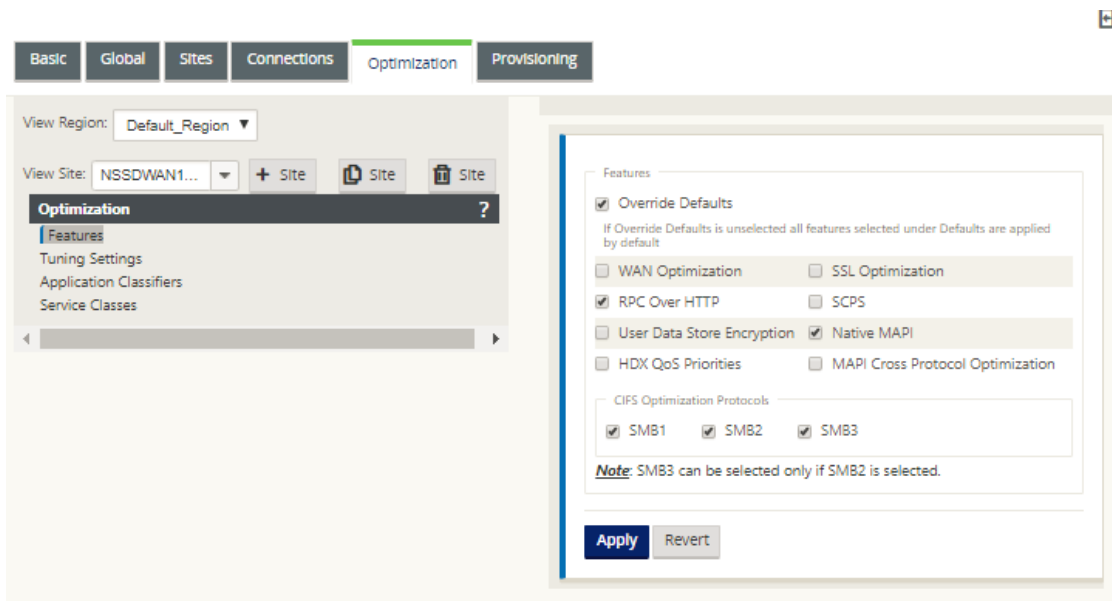 Basic Global Sites Connections Optimization Provisioning
View Region: Default_Region
View Site: NSSDWAN1... + Site Site Site
Optimization ?
Features
Tuning Settings
Application Classifiers
Service Classes
Features
Override Defaults
If Override Defaults is unselected all features selected under Defaults are applied
by default
WAN Optimization SSL Optimization
RPC Over HTTP SCPS
User Data Store Encryption Native MAPI
HDX QoS Priorities MAPI Cross Protocol Optimization
CIFS Optimization Protocols
SMB1 SMB2 SMB3
Note: SMB3 can be selected only if SMB2 is selected.
Apply Revert